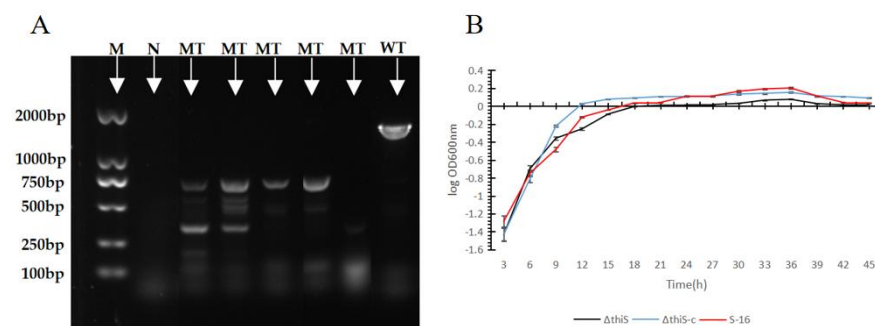 A
M N MT MT MT MT MT WT
2000bp
1000bp
750bp
500bp
250bp
100bp
B
log OD600nm
0.4
0.2
0
-0.2
-0.4
-0.6
-0.8
-1
-1.2
-1.4
-1.6
3 6 9 12 15 18 21 24 27 30 33 36 39 42 45
Time(h)
ΔthiS ΔthiS-c S-16